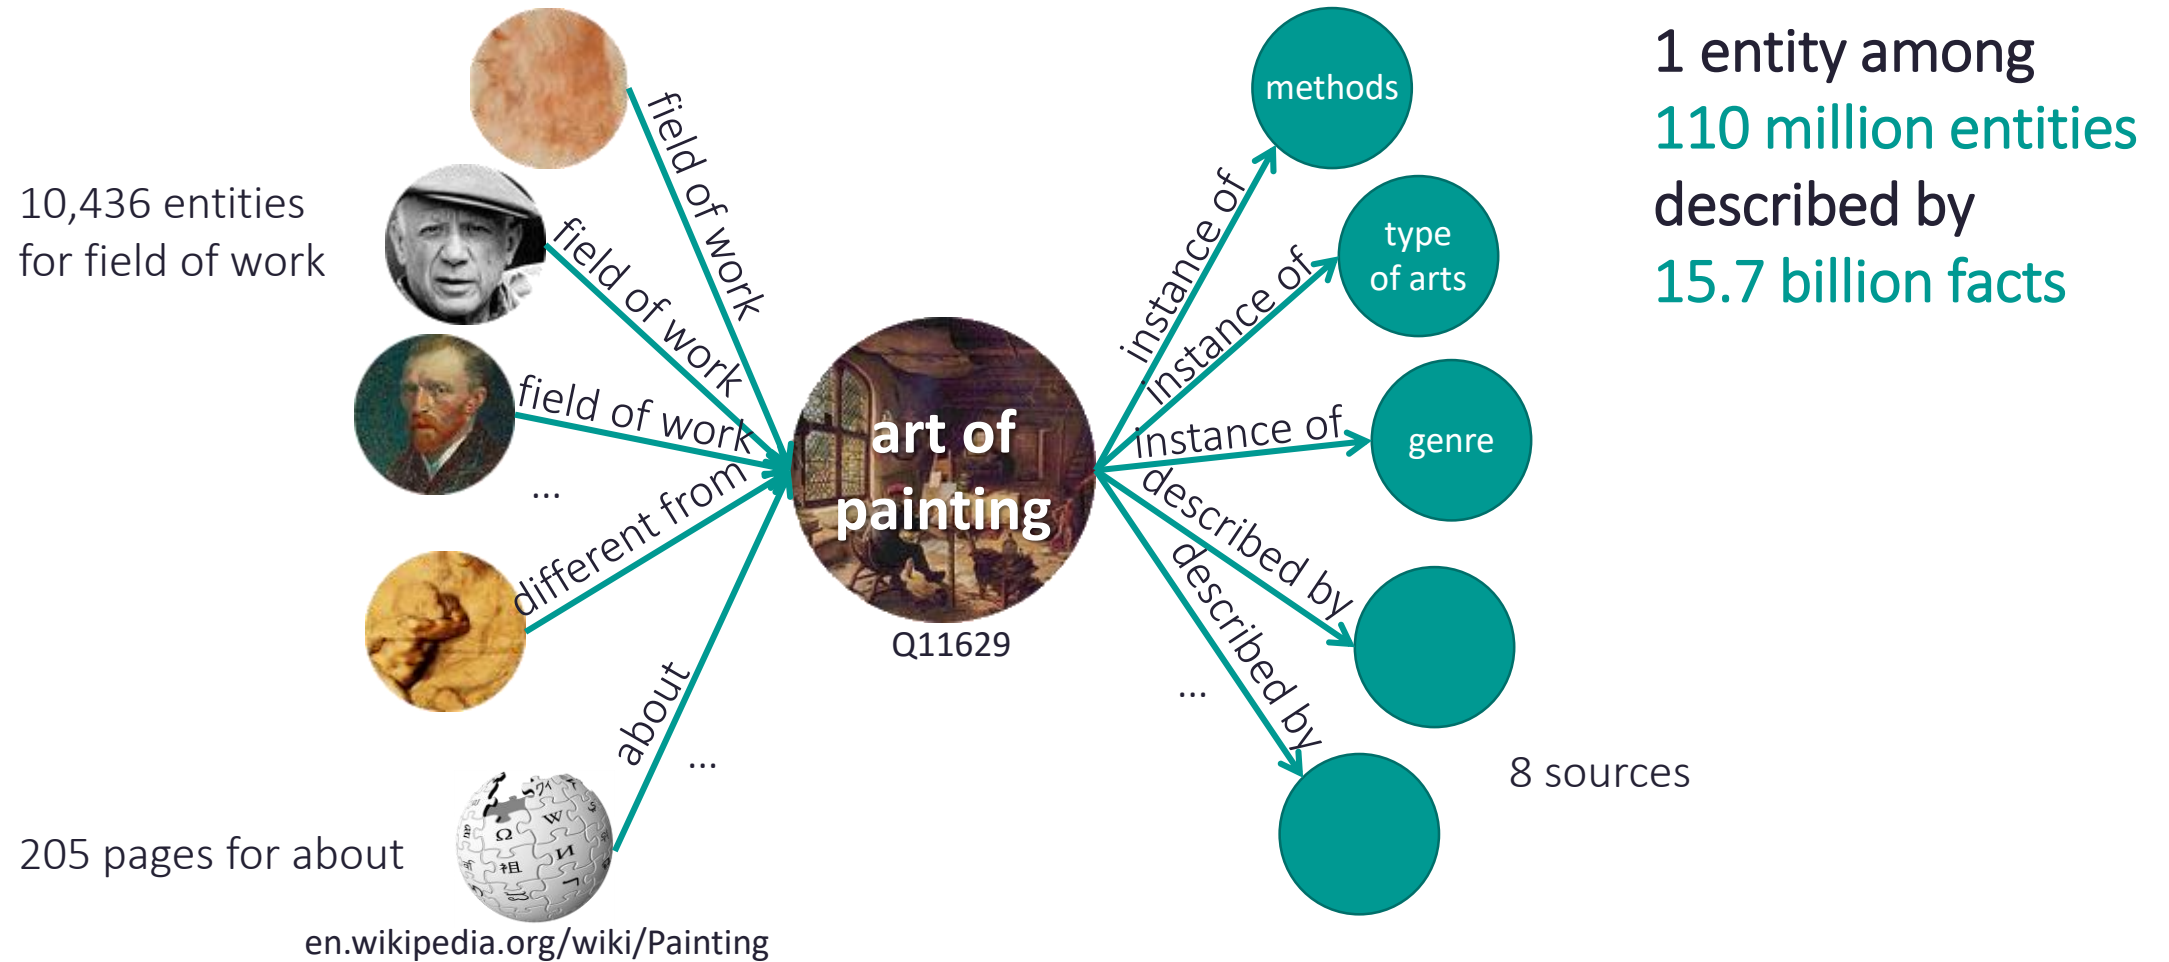 1 entity among
110 million entities
described by
15.7 billion facts
10,436 entities
for field of work
field of work
field of work
field of work
...
different from
about
...
205 pages for about
en.wikipedia.org/wiki/Painting
art of
painting
Q11629
instance of
instance of
instance of
described by
described by
...
methods
type
of arts
genre
8 sources